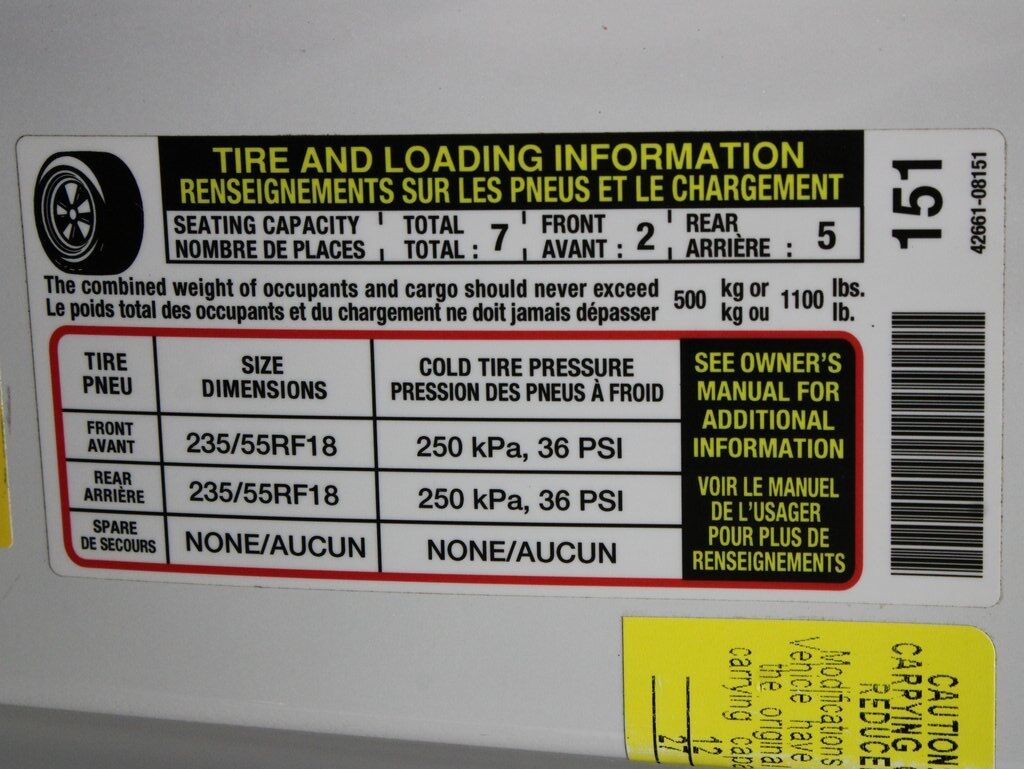 TIRE AND LOADING INFORMATION
RENSEIGNEMENTS SUR LES PNEUS ET LE CHARGEMENT
SEATING CAPACITY TOTAL 7 FRONT 2 REAR 5
NOMBRE DE PLACES TOTAL : AVANT : ARRIÈRE :
The combined weight of occupants and cargo should never exceed 500 kg or 1100 lbs.
Le poids total des occupants et du chargement ne doit jamais dépasser kg ou lb.
TIRE
PNEU
SIZE
DIMENSIONS
COLD TIRE PRESSURE
PRESSION DES PNEUS À FROID
FRONT
AVANT
235/55RF18
250 kPa, 36 PSI
REAR
ARRIÈRE
235/55RF18
250 kPa, 36 PSI
SPARE
DE SECOURS
NONE/AUCUN
NONE/AUCUN
SEE OWNER'S
MANUAL FOR
ADDITIONAL
INFORMATION
VOIR LE MANUEL
DE L'USAGER
POUR PLUS DE
RENSEIGNEMENTS
151
42661-08151
CAUTION
CARRYING
REDUCE
Modifications
vehicle have
the original
carrying capa
12